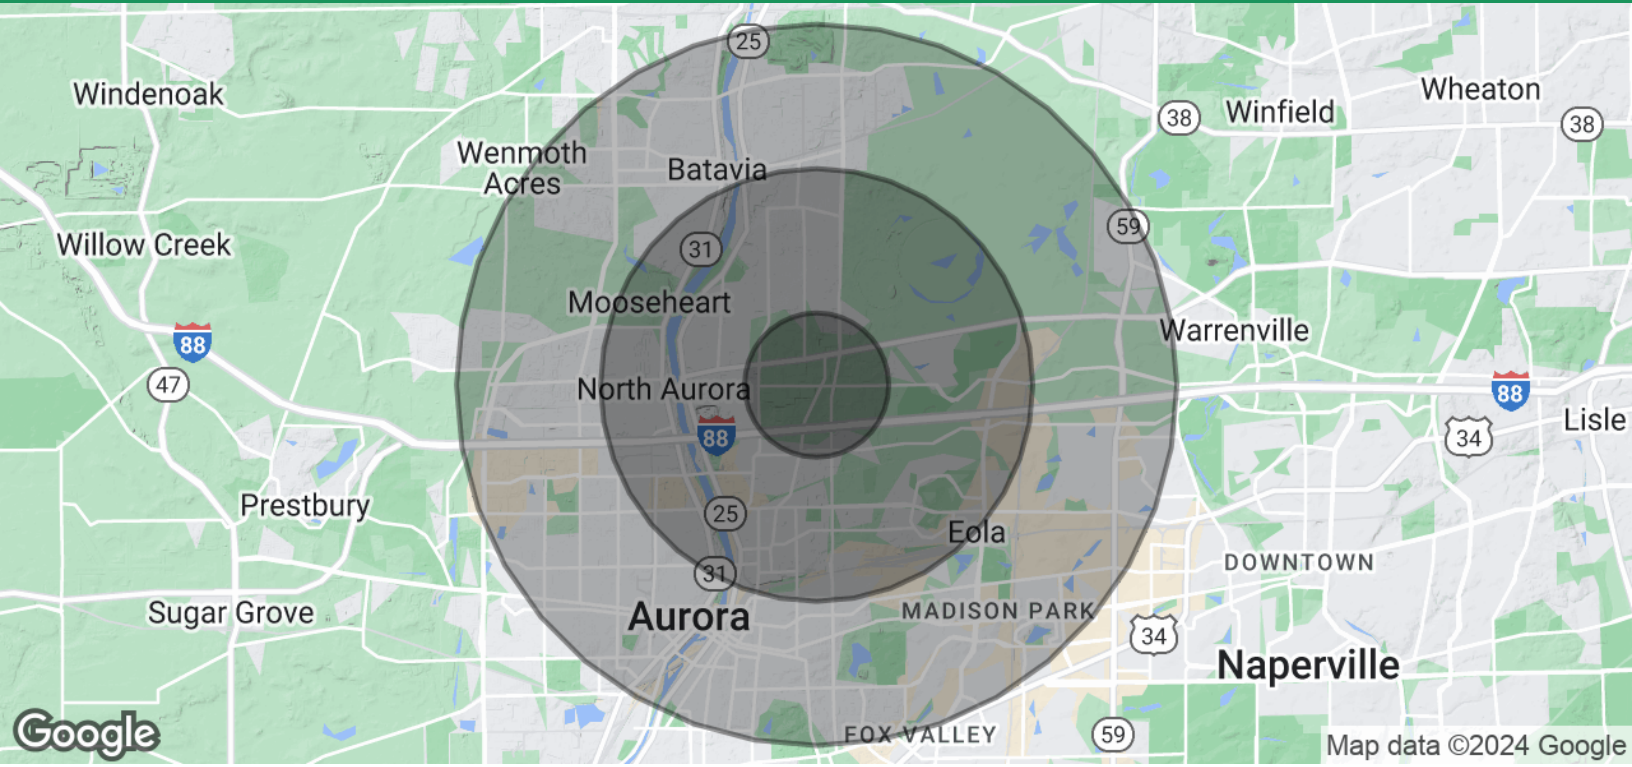 25
Windenoak
Wheaton
38
Winfield
38
Wenmoth
Acres
Batavia
59
31
Willow Creek
Mooseheart
Warrenville
88
47
North Aurora
88
88
34
Lisle
Prestbury
25
Eola
DOWNTOWN
31
Sugar Grove
Aurora
MADISON PARK
34
Naperville
FOX VALLEY
59
Google
Map data ©2024 Google